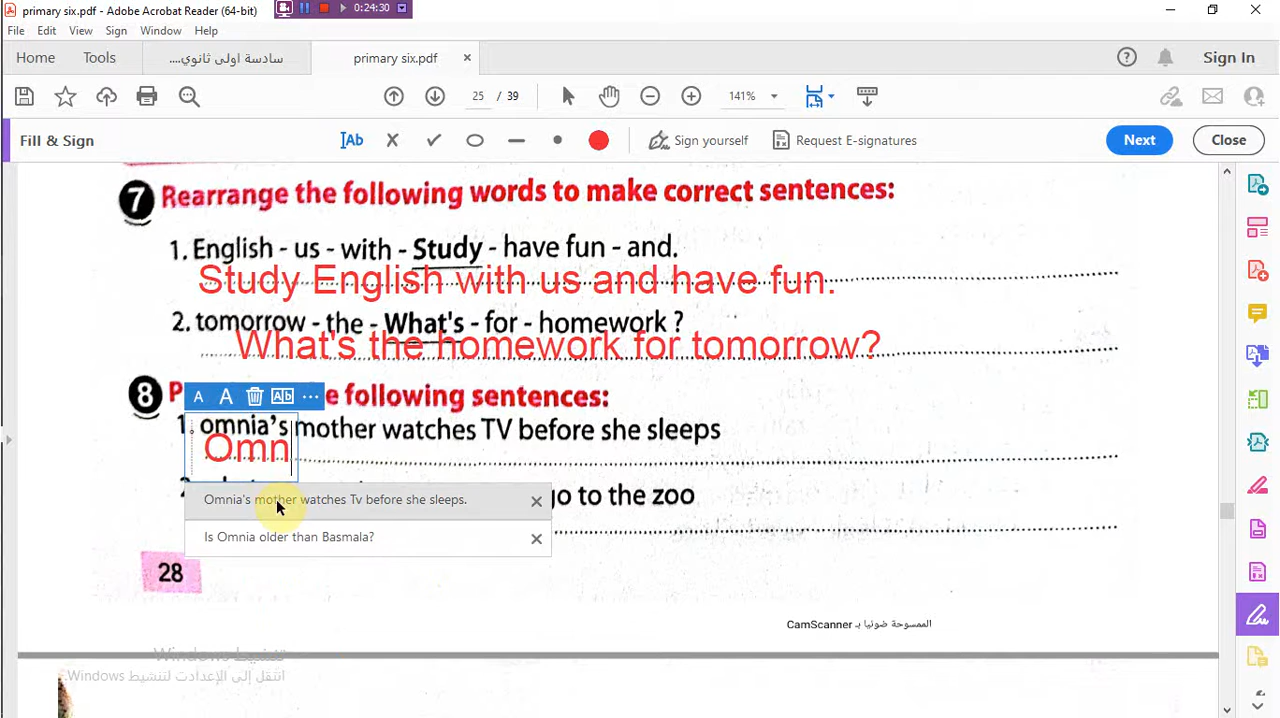 primary six.pdf - Adobe Acrobat Reader (64-bit)
0:24:30
File Edit View Sign Window Help
Home Tools سادسة اولى ثانوي.... primary six.pdf Sign In
25 / 39 141%
Fill & Sign Ab Sign yourself Request E-signatures Next Close
7 Rearrange the following words to make correct sentences:
1. English - us - with - Study - have fun - and.
Study English with us and have fun.
2. tomorrow - the - What's - for - homework ?
What's the homework for tomorrow?
A A Ab
8 P e following sentences:
1. omnia's mother watches TV before she sleeps
Omn
go to the zoo
Omnia's mother watches Tv before she sleeps.
Is Omnia older than Basmala?
28
الممسوحة ضوئيا بـ CamScanner
تنشيط Windows
انتقل إلى الإعدادت لتنشيط Windows